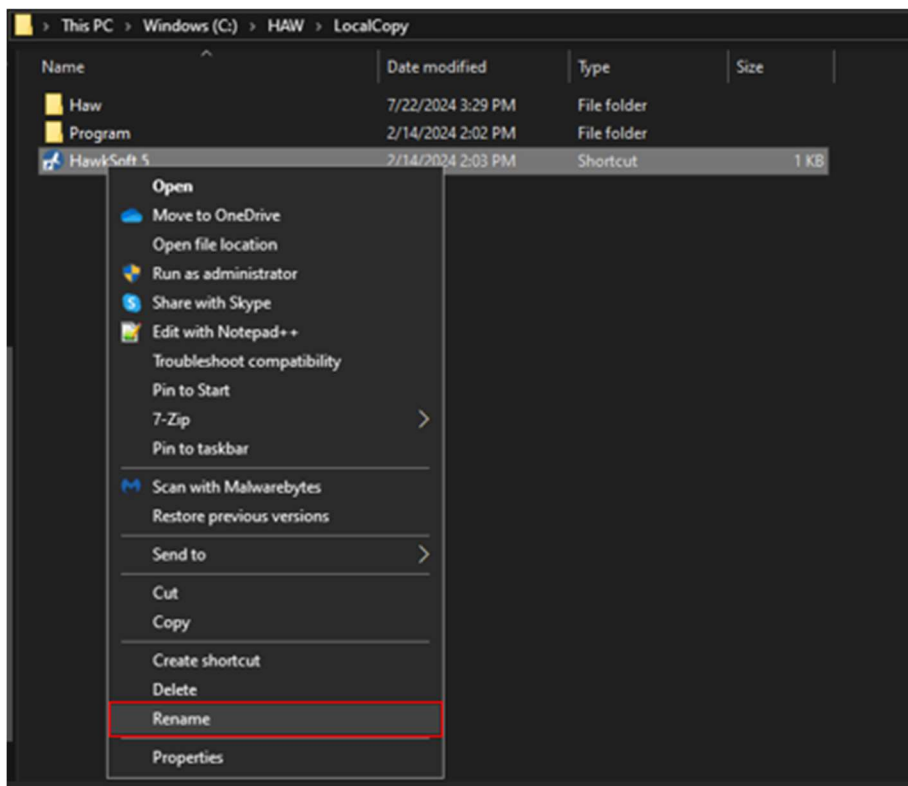 This PC > Windows (C:) > HAW > LocalCopy
Name Date modified Type Size
Haw 7/22/2024 3:29 PM File folder
Program 2/14/2024 2:02 PM File folder
HawkSoft 5 2/14/2024 2:03 PM Shortcut 1 KB
Open
Move to OneDrive
Open file location
Run as administrator
Share with Skype
Edit with Notepad++
Troubleshoot compatibility
Pin to Start
7-Zip
Pin to taskbar
Scan with Malwarebytes
Restore previous versions
Send to
Cut
Copy
Create shortcut
Delete
Rename
Properties